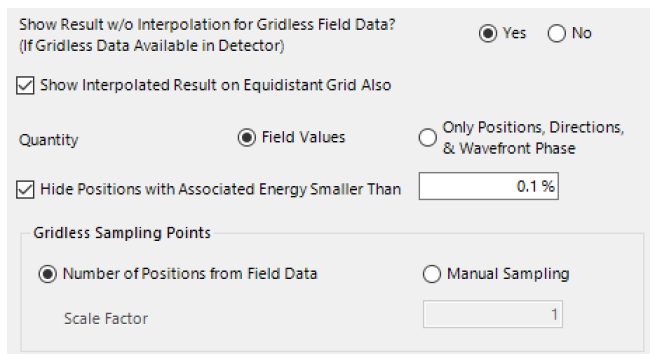 Show Result w/o Interpolation for Gridless Field Data?
(If Gridless Data Available in Detector)
Yes
No
Show Interpolated Result on Equidistant Grid Also
Quantity
Field Values
Only Positions, Directions,
& Wavefront Phase
Hide Positions with Associated Energy Smaller Than
0.1 %
Gridless Sampling Points
Number of Positions from Field Data
Manual Sampling
Scale Factor
1